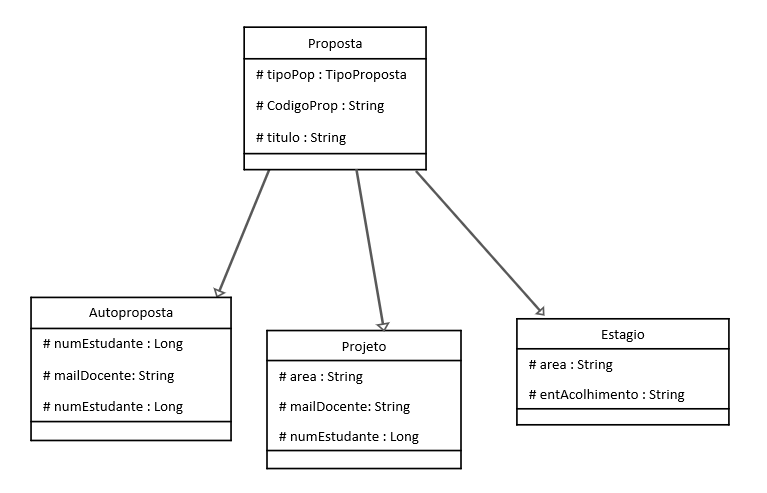 Proposta
# tipoPop : TipoProposta
# CodigoProp : String
# titulo : String
Autoproposta
# numEstudante : Long
# mailDocente: String
# numEstudante : Long
Projeto
# area : String
# mailDocente: String
# numEstudante : Long
Estagio
# area : String
# entAcolhimento : String